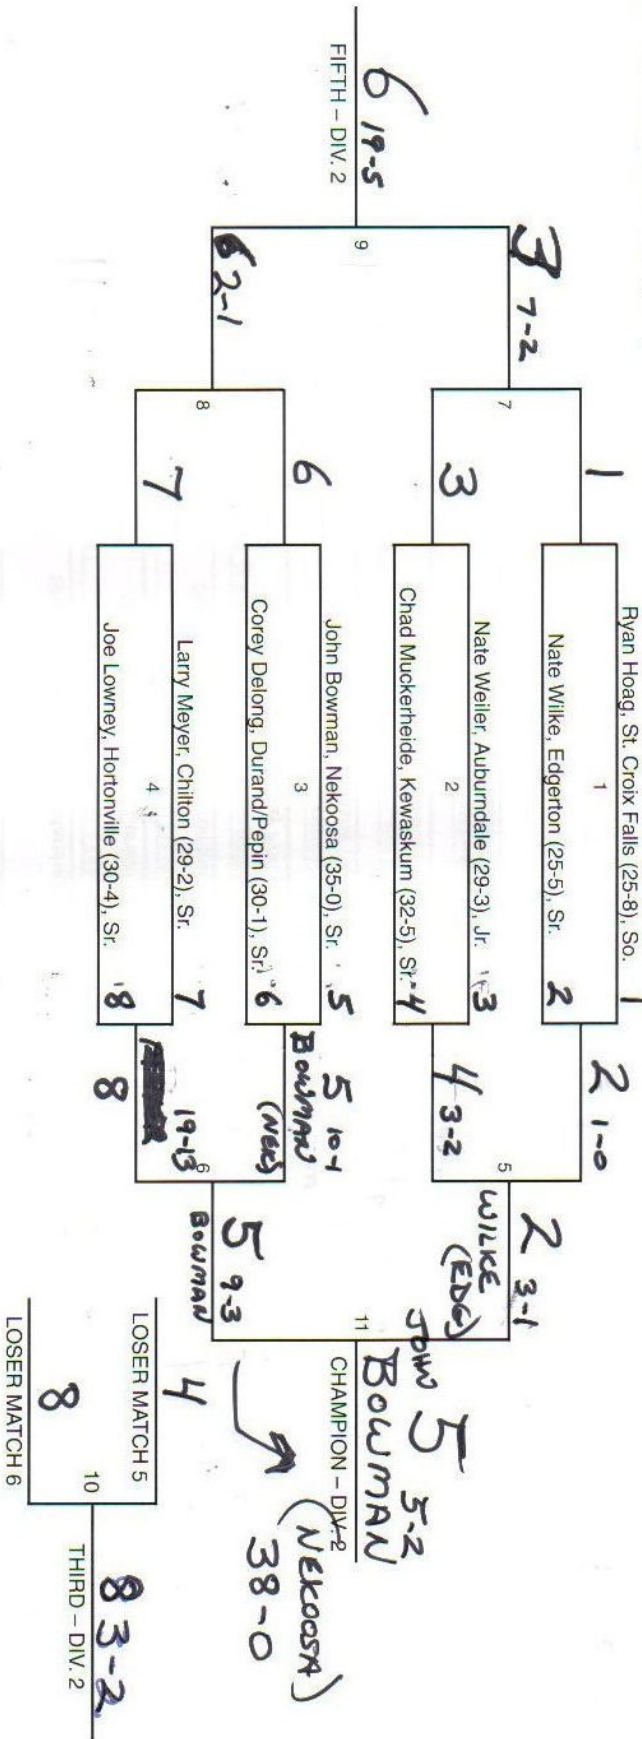 6 19-5
FIFTH – DIV. 2
9
3 7-2
6 2-1
7
8
1
3
6
7
Ryan Hoag, St. Croix Falls (25-8), So. 1
1
Nate Wilke, Edgerton (25-5), Sr. 2
Nate Weiler, Auburndale (29-3), Jr. 3
2
Chad Muckerheide, Kewaskum (32-5), Sr. 4
John Bowman, Nekoosa (35-0), Sr. 5
3
Corey Delong, Durand/Pepin (30-1), Sr. 6
Larry Meyer, Chilton (29-2), Sr. 7
4
Joe Lowney, Hortonville (30-4), Sr. 8
2 1-0
4 3-2
5 10-1
BOWMAN
(NEK)
19-13
8
5
6
2 3-1
WILKE
(EDG)
5 9-3
BOWMAN
11
JOHN 5 5-2
BOWMAN
CHAMPION – DIV. 2
(NEKOOSA)
38-0
4
LOSER MATCH 5
8
LOSER MATCH 6
10
8 3-2
THIRD – DIV. 2